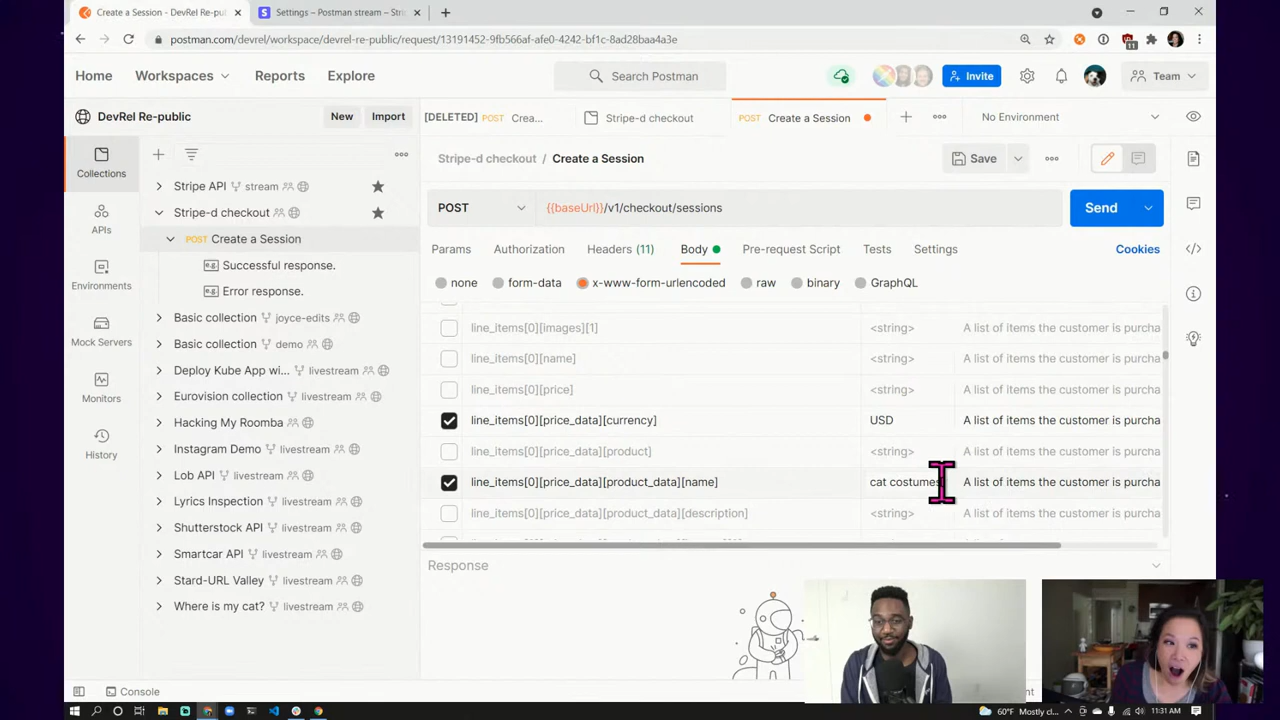 Create a Session - DevRel Re-pu
Settings – Postman stream – Str
postman.com/devrel/workspace/devrel-re-public/request/13191452-9fb566af-afe0-4242-bf1c-8ad28baa4a3e
11
Home
Workspaces
Reports
Explore
Search Postman
Invite
Team
DevRel Re-public
New
Import
[DELETED] POST Crea...
Stripe-d checkout
POST Create a Session
No Environment
Collections
APIs
Environments
Mock Servers
Monitors
History
Stripe API stream
Stripe-d checkout
POST Create a Session
e.g. Successful response.
e.g. Error response.
Basic collection joyce-edits
Basic collection demo
Deploy Kube App wi... livestream
Eurovision collection livestream
Hacking My Roomba livestream
Instagram Demo livestream
Lob API livestream
Lyrics Inspection livestream
Shutterstock API livestream
Smartcar API livestream
Stard-URL Valley livestream
Where is my cat? livestream
Stripe-d checkout / Create a Session
Save
POST
{{baseUrl}}/v1/checkout/sessions
Send
Params
Authorization
Headers (11)
Body
Pre-request Script
Tests
Settings
Cookies
none
form-data
x-www-form-urlencoded
raw
binary
GraphQL
line_items[0][images][1] <string> A list of items the customer is purcha
line_items[0][name] <string> A list of items the customer is purcha
line_items[0][price] <string> A list of items the customer is purcha
line_items[0][price_data][currency] USD A list of items the customer is purcha
line_items[0][price_data][product] <string> A list of items the customer is purcha
line_items[0][price_data][product_data][name] cat costumes A list of items the customer is purcha
line_items[0][price_data][product_data][description] <string> A list of items the customer is purcha
Response
Console
60°F Mostly cl...
11:31 AM